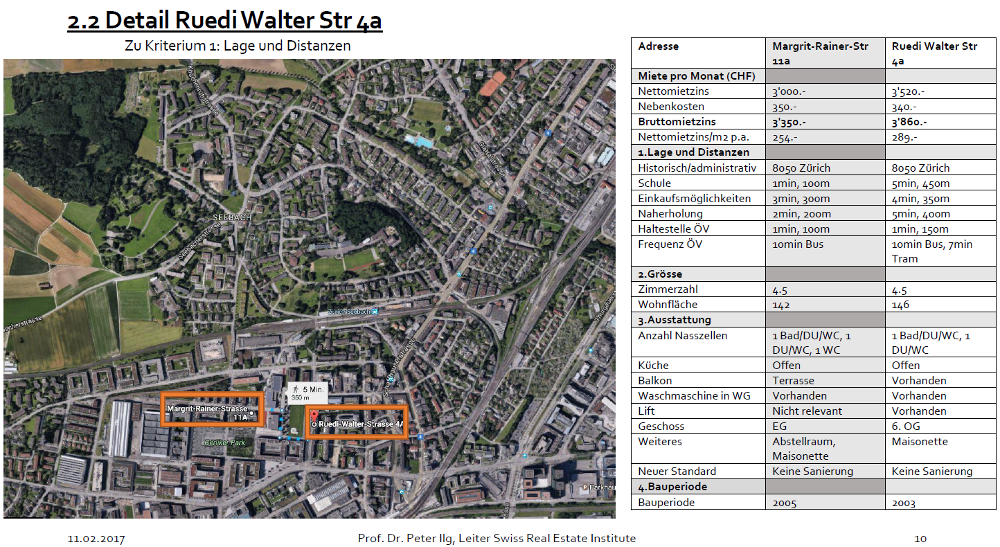 2.2 Detail Ruedi Walter Str 4a
Zu Kriterium 1: Lage und Distanzen
Köschenrütistrasse
Glattalstrasse
SEEBACH
Seebacherstrasse
Zürich Seebach
acherstrasse
Thurgauers
Schaffhauserstrasse
5 Min.
350 m
Margrit-Rainer-Strasse
11A
Ruedi-Walter-Strasse 4A
Oerliker Park
Parkhau
Adresse Margrit-Rainer-Str Ruedi Walter Str
11a 4a
Miete pro Monat (CHF)
Nettomietzins 3'000.- 3'520.-
Nebenkosten 350.- 340.-
Bruttomietzins 3'350.- 3'860.-
Nettomietzins/m2 p.a. 254.- 289.-
1.Lage und Distanzen
Historisch/administrativ 8050 Zürich 8050 Zürich
Schule 1min, 100m 5min, 450m
Einkaufsmöglichkeiten 3min, 300m 4min, 350m
Naherholung 2min, 200m 5min, 400m
Haltestelle ÖV 1min, 100m 1min, 150m
Frequenz ÖV 10min Bus 10min Bus, 7min
Tram
2.Grösse
Zimmerzahl 4.5 4.5
Wohnfläche 142 146
3.Ausstattung
Anzahl Nasszellen 1 Bad/DU/WC, 1 1 Bad/DU/WC, 1
DU/WC, 1 WC DU/WC
Küche Offen Offen
Balkon Terrasse Vorhanden
Waschmaschine in WG Vorhanden Vorhanden
Lift Nicht relevant Vorhanden
Geschoss EG 6. OG
Weiteres Abstellraum, Maisonette
Maisonette
Neuer Standard Keine Sanierung Keine Sanierung
4.Bauperiode
Bauperiode 2005 2003
11.02.2017 Prof. Dr. Peter Ilg, Leiter Swiss Real Estate Institute 10